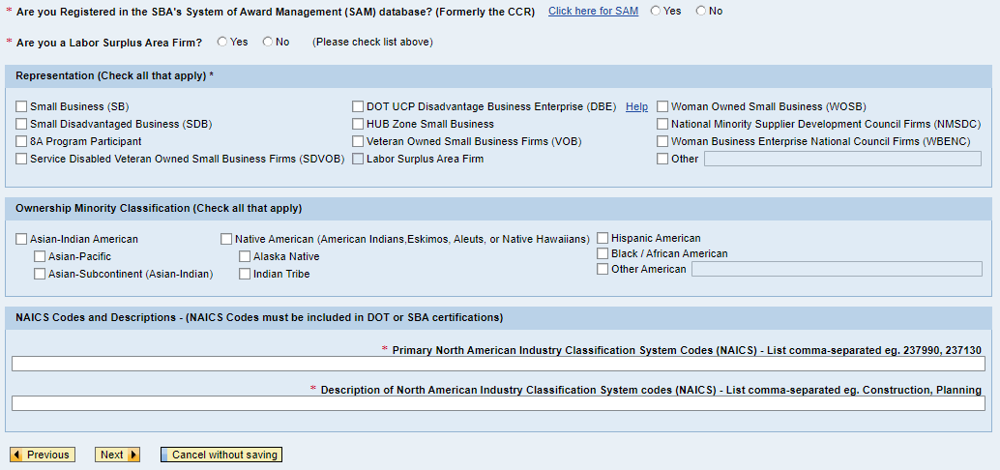 * Are you Registered in the SBA's System of Award Management (SAM) database? (Formerly the CCR) Click here for SAM Yes No
* Are you a Labor Surplus Area Firm? Yes No (Please check list above)
Representation (Check all that apply) *
Small Business (SB) DOT UCP Disadvantage Business Enterprise (DBE) Help Woman Owned Small Business (WOSB)
Small Disadvantaged Business (SDB) HUB Zone Small Business National Minority Supplier Development Council Firms (NMSDC)
8A Program Participant Veteran Owned Small Business Firms (VOB) Woman Business Enterprise National Council Firms (WBENC)
Service Disabled Veteran Owned Small Business Firms (SDVOB) Labor Surplus Area Firm Other
Ownership Minority Classification (Check all that apply)
Asian-Indian American Native American (American Indians,Eskimos, Aleuts, or Native Hawaiians) Hispanic American
Asian-Pacific Alaska Native Black / African American
Asian-Subcontinent (Asian-Indian) Indian Tribe Other American
NAICS Codes and Descriptions - (NAICS Codes must be included in DOT or SBA certifications)
* Primary North American Industry Classification System Codes (NAICS) - List comma-separated eg. 237990, 237130
* Description of North American Industry Classification System codes (NAICS) - List comma-separated eg. Construction, Planning
Previous Next Cancel without saving